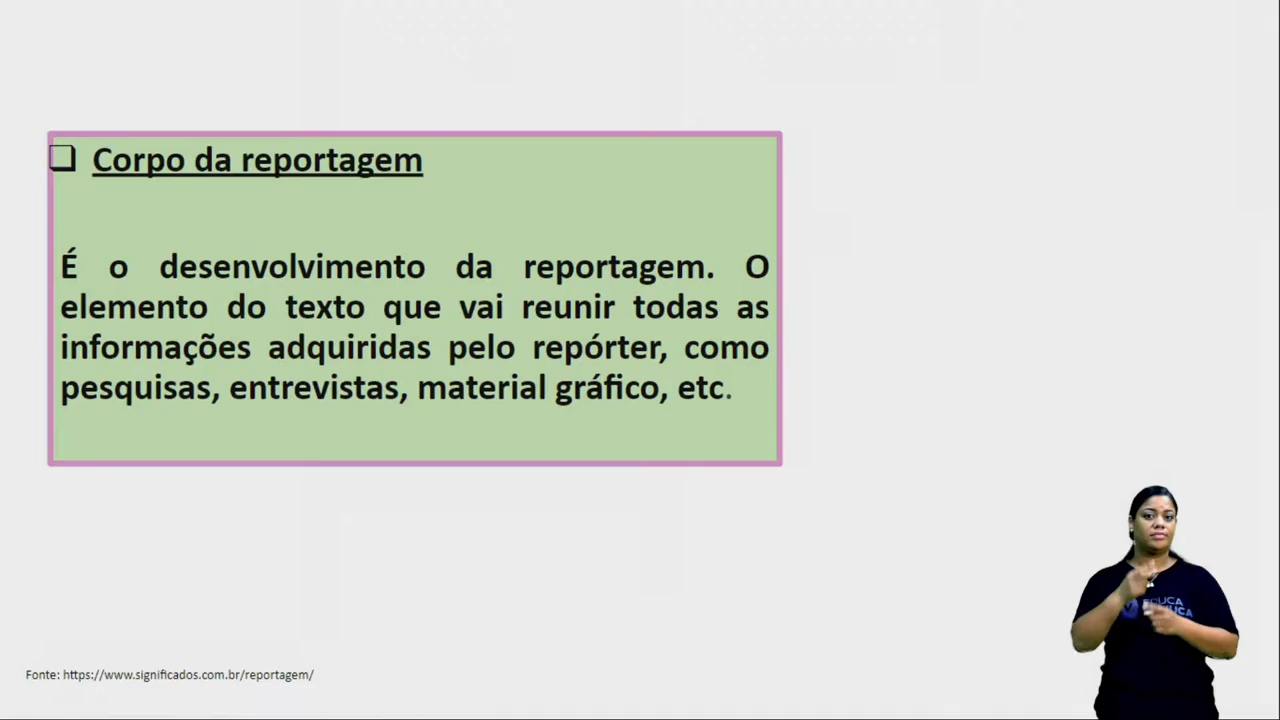 Corpo da reportagem
É o desenvolvimento da reportagem. O
elemento do texto que vai reunir todas as
informações adquiridas pelo repórter, como
pesquisas, entrevistas, material gráfico, etc.
EDUCA
Fonte: https://www.significados.com.br/reportagem/